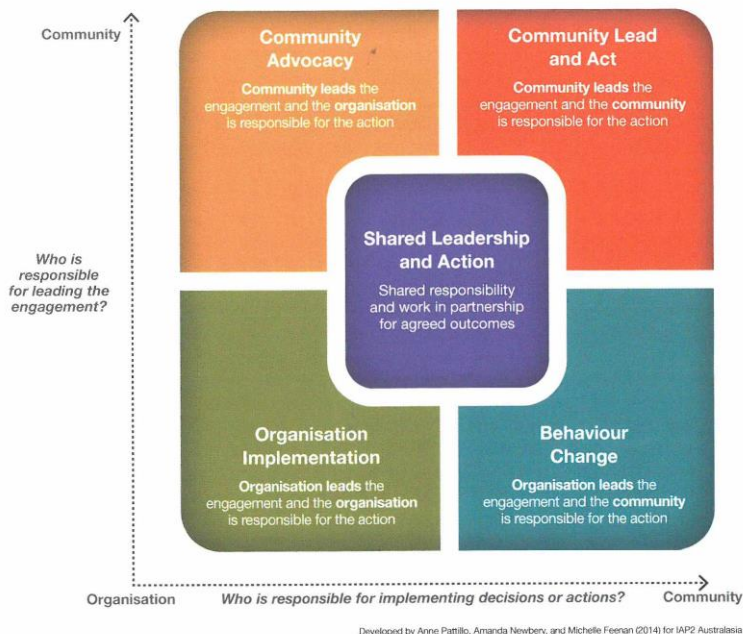 Community
Community
Advocacy
Community leads the
engagement and the organisation
is responsible for the action
Community Lead
and Act
Community leads the
engagement and the community
is responsible for the action
Who is
responsible
for leading the
engagement?
Shared Leadership
and Action
Shared responsibility
and work in partnership
for agreed outcomes
Organisation
Implementation
Organisation leads the
engagement and the organisation
is responsible for the action
Behaviour
Change
Organisation leads the
engagement and the community
is responsible for the action
Organisation
Who is responsible for implementing decisions or actions?
Community
Developed by Anne Pattillo, Amanda Newbery, and Michelle Feenan (2014) for IAP2 Australasia